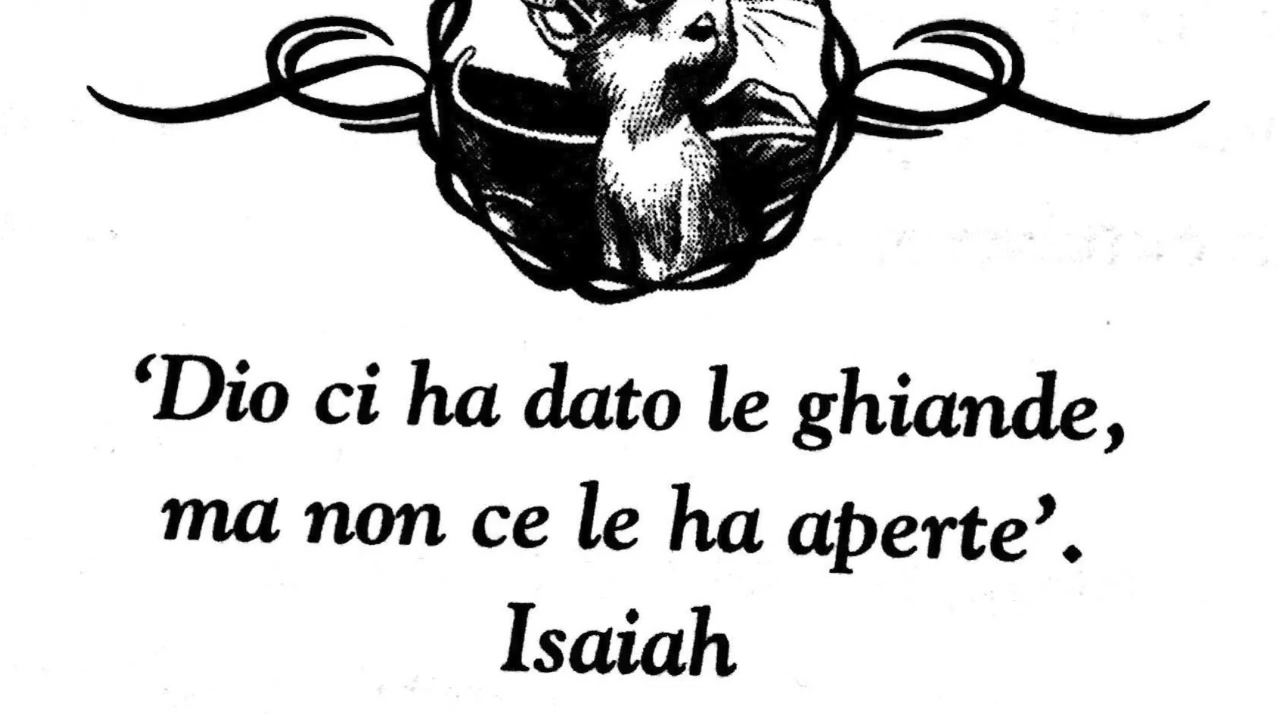 ‘Dio ci ha dato le ghiande,
ma non ce le ha aperte’.
Isaiah